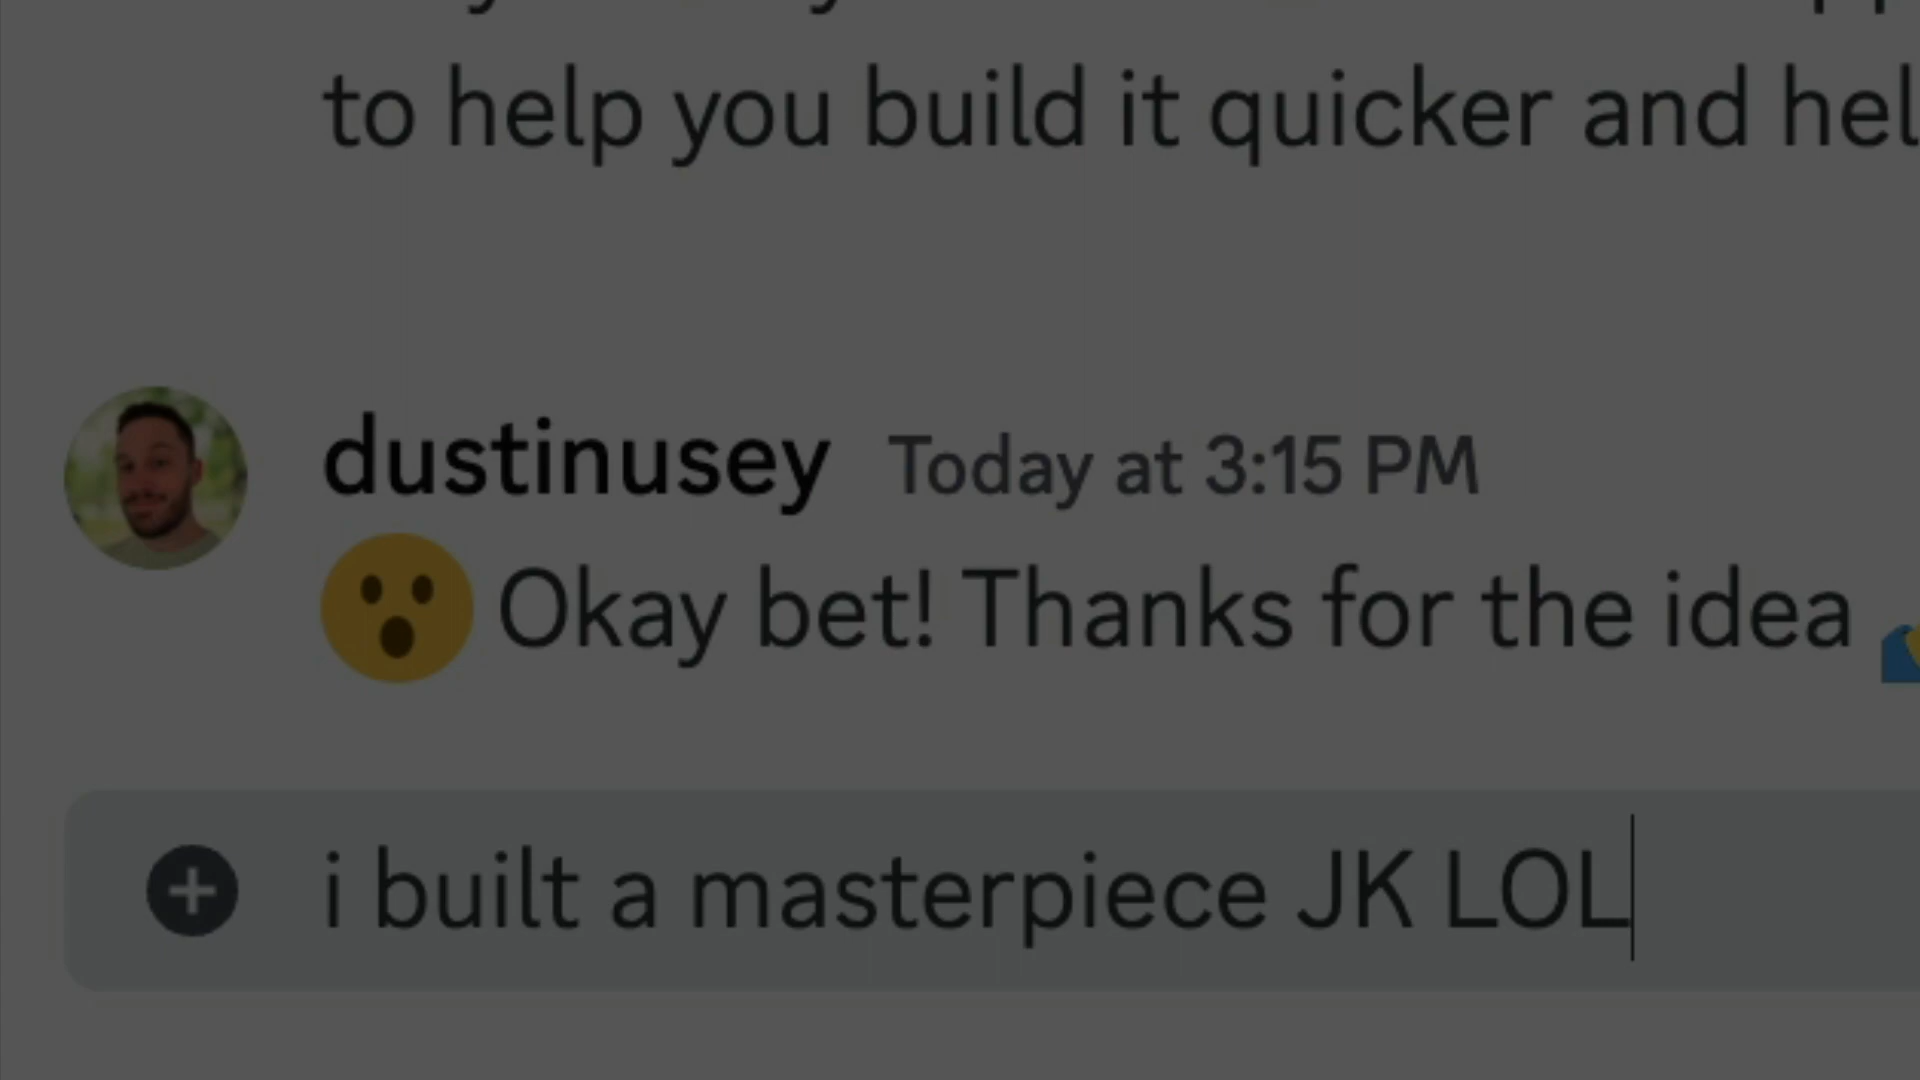 to help you build it quicker and hel
dustinusey Today at 3:15 PM
😮 Okay bet! Thanks for the idea
i built a masterpiece JK LOL